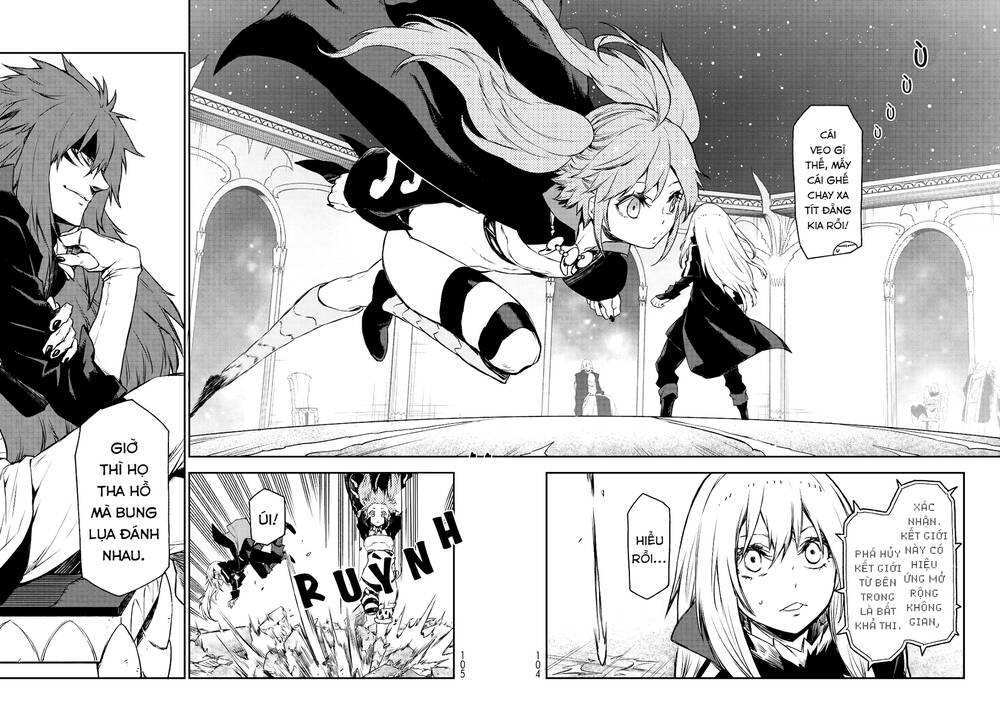 Ù
Ù
Ù
Ù
CÁI
VẸO GÌ
THẾ, MẤY
CÁI GHẾ
CHẠY XA
TÍT ĐẰNG
KIA RỒI!
XÁC
NHẬN.
KẾT GIỚI
NÀY CÓ
HIỆU
ỨNG MỞ
RỘNG
KHÔNG
GIAN,
PHÁ HỦY
KẾT GIỚI
TỪ BÊN
TRONG
LÀ BẤT
KHẢ THI.
HIỂU
RỒI...
104
105
RUỲNH
ÚI!
GIỜ
THÌ HỌ
THA HỒ
MÀ BUNG
LỤA ĐÁNH
NHAU.